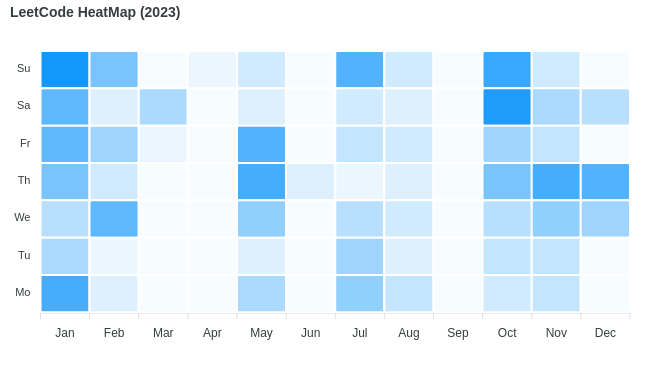 LeetCode HeatMap (2023)
Su
Sa
Fr
Th
We
Tu
Mo
Jan Feb Mar Apr May Jun Jul Aug Sep Oct Nov Dec